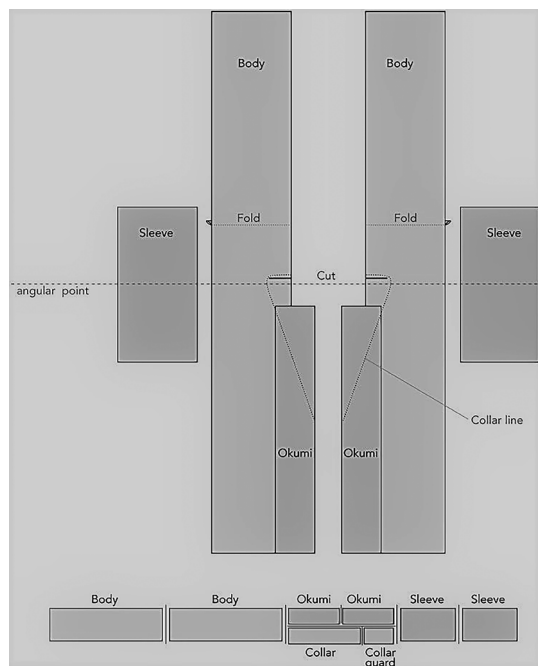 Body Body
Fold Fold
Sleeve Sleeve
Cut
angular point
Collar line
Okumi Okumi
Body Body Okumi Okumi Sleeve Sleeve
Collar Collar
guard